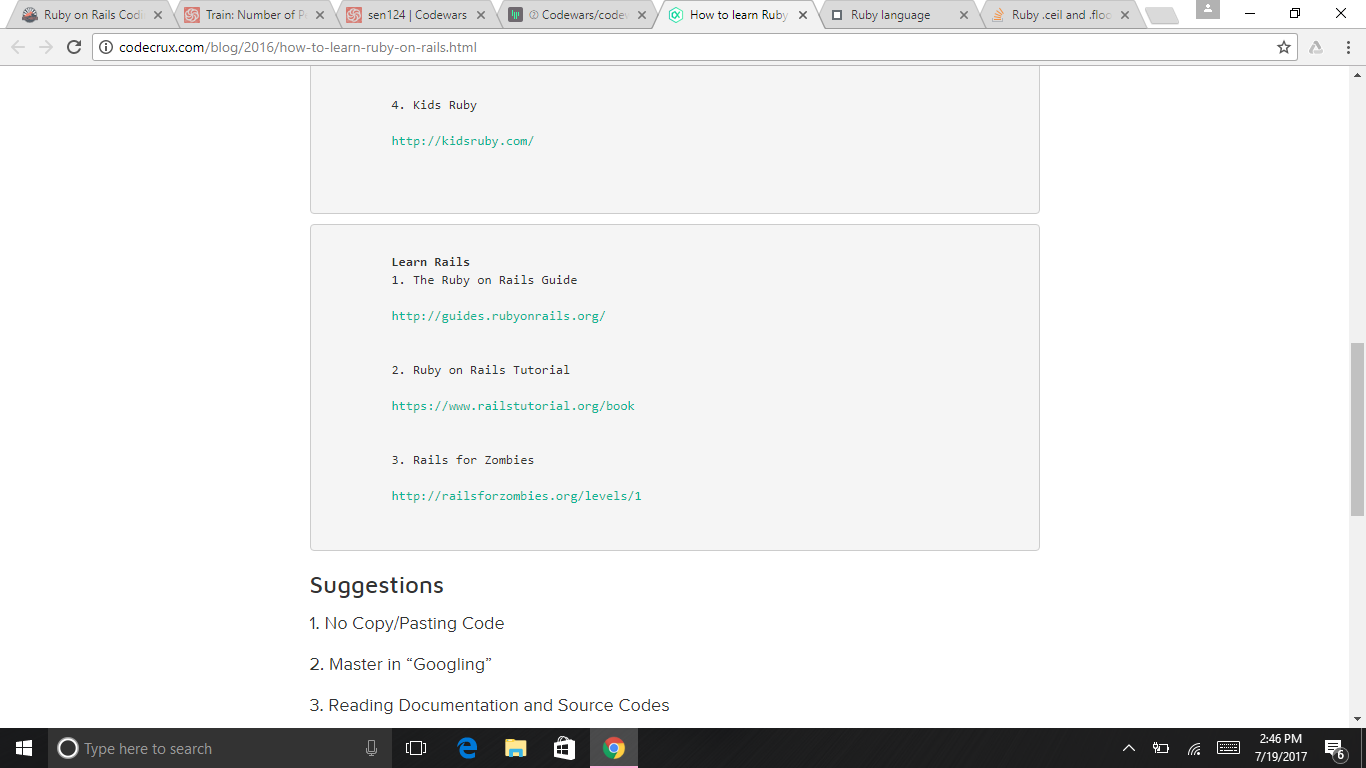 Ruby on Rails Codi
Train: Number of P
sen124 | Codewars
Codewars/codew
How to learn Ruby
Ruby language
Ruby .ceil and .floo
codecrux.com/blog/2016/how-to-learn-ruby-on-rails.html
4. Kids Ruby
http://kidsruby.com/
Learn Rails
1. The Ruby on Rails Guide
http://guides.rubyonrails.org/
2. Ruby on Rails Tutorial
https://www.railstutorial.org/book
3. Rails for Zombies
http://railsforzombies.org/levels/1
Suggestions
1. No Copy/Pasting Code
2. Master in “Googling”
3. Reading Documentation and Source Codes
Type here to search
2:46 PM
7/19/2017
6